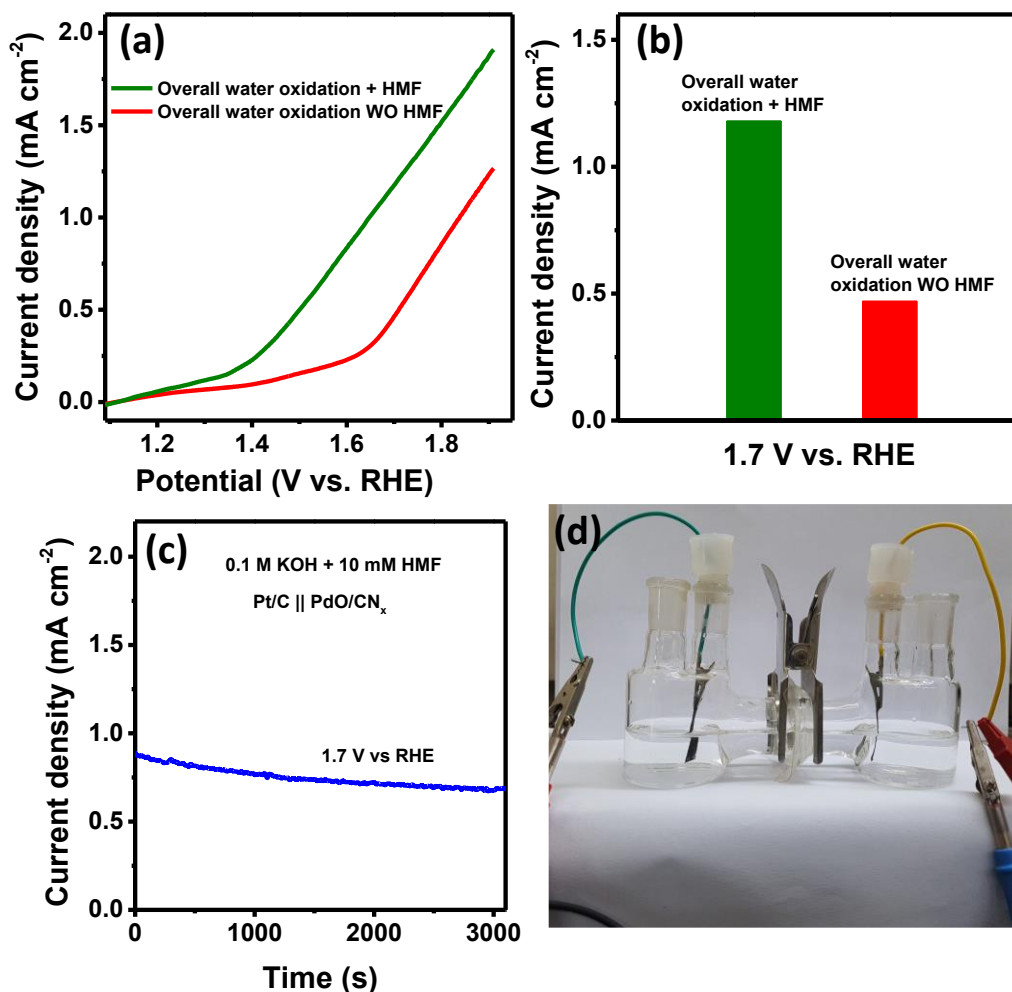 (a)
2.0
1.5
1.0
0.5
0.0
Current density (mA cm-2)
Overall water oxidation + HMF
Overall water oxidation WO HMF
1.2 1.4 1.6 1.8
Potential (V vs. RHE)
(b)
1.5
1.0
0.5
0.0
Current density (mA cm-2)
Overall water
oxidation + HMF
Overall water
oxidation WO HMF
1.7 V vs. RHE
(c)
2.0
1.5
1.0
0.5
0.0
Current density (mA cm-2)
0.1 M KOH + 10 mM HMF
Pt/C || PdO/CNx
1.7 V vs RHE
0 1000 2000 3000
Time (s)
(d)